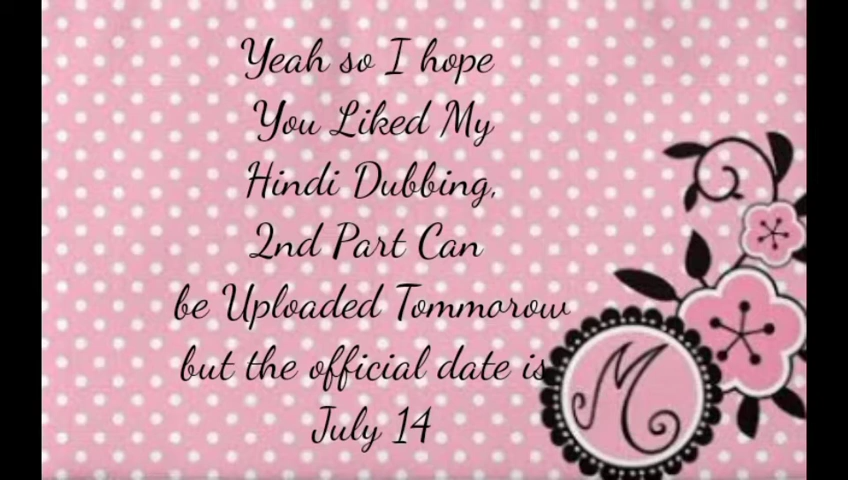 Yeah so I hope
You Liked My
Hindi Dubbing,
2nd Part Can
be Uploaded Tommorow
but the official date is
July 14
M